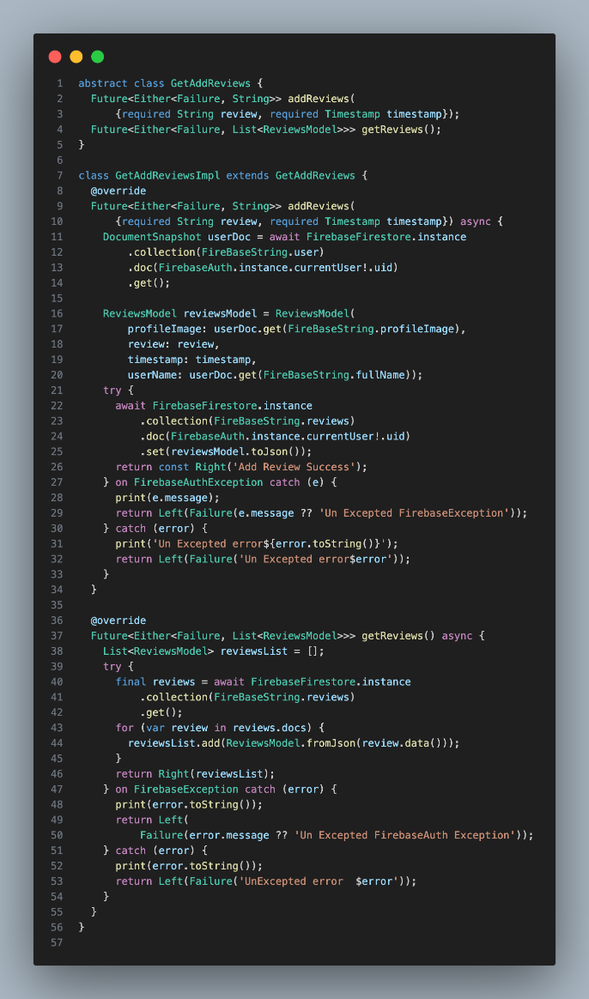 1 abstract class GetAddReviews {
2   Future<Either<Failure, String>> addReviews(
3       {required String review, required Timestamp timestamp});
4   Future<Either<Failure, List<ReviewsModel>>> getReviews();
5 }
6
7 class GetAddReviewsImpl extends GetAddReviews {
8   @override
9   Future<Either<Failure, String>> addReviews(
10       {required String review, required Timestamp timestamp}) async {
11     DocumentSnapshot userDoc = await FirebaseFirestore.instance
12         .collection(FireBaseString.user)
13         .doc(FirebaseAuth.instance.currentUser!.uid)
14         .get();
15
16     ReviewsModel reviewsModel = ReviewsModel(
17         profileImage: userDoc.get(FireBaseString.profileImage),
18         review: review,
19         timestamp: timestamp,
20         userName: userDoc.get(FireBaseString.fullName));
21     try {
22       await FirebaseFirestore.instance
23           .collection(FireBaseString.reviews)
24           .doc(FirebaseAuth.instance.currentUser!.uid)
25           .set(reviewsModel.toJson());
26       return const Right('Add Review Success');
27     } on FirebaseAuthException catch (e) {
28       print(e.message);
29       return Left(Failure(e.message ?? 'Un Excepted FirebaseException'));
30     } catch (error) {
31       print('Un Excepted error${error.toString()}');
32       return Left(Failure('Un Excepted error$error'));
33     }
34   }
35
36   @override
37   Future<Either<Failure, List<ReviewsModel>>> getReviews() async {
38     List<ReviewsModel> reviewsList = [];
39     try {
40       final reviews = await FirebaseFirestore.instance
41           .collection(FireBaseString.reviews)
42           .get();
43       for (var review in reviews.docs) {
44         reviewsList.add(ReviewsModel.fromJson(review.data()));
45       }
46       return Right(reviewsList);
47     } on FirebaseException catch (error) {
48       print(error.toString());
49       return Left(
50           Failure(error.message ?? 'Un Excepted FirebaseAuth Exception'));
51     } catch (error) {
52       print(error.toString());
53       return Left(Failure('UnExcepted error  $error'));
54     }
55   }
56 }
57